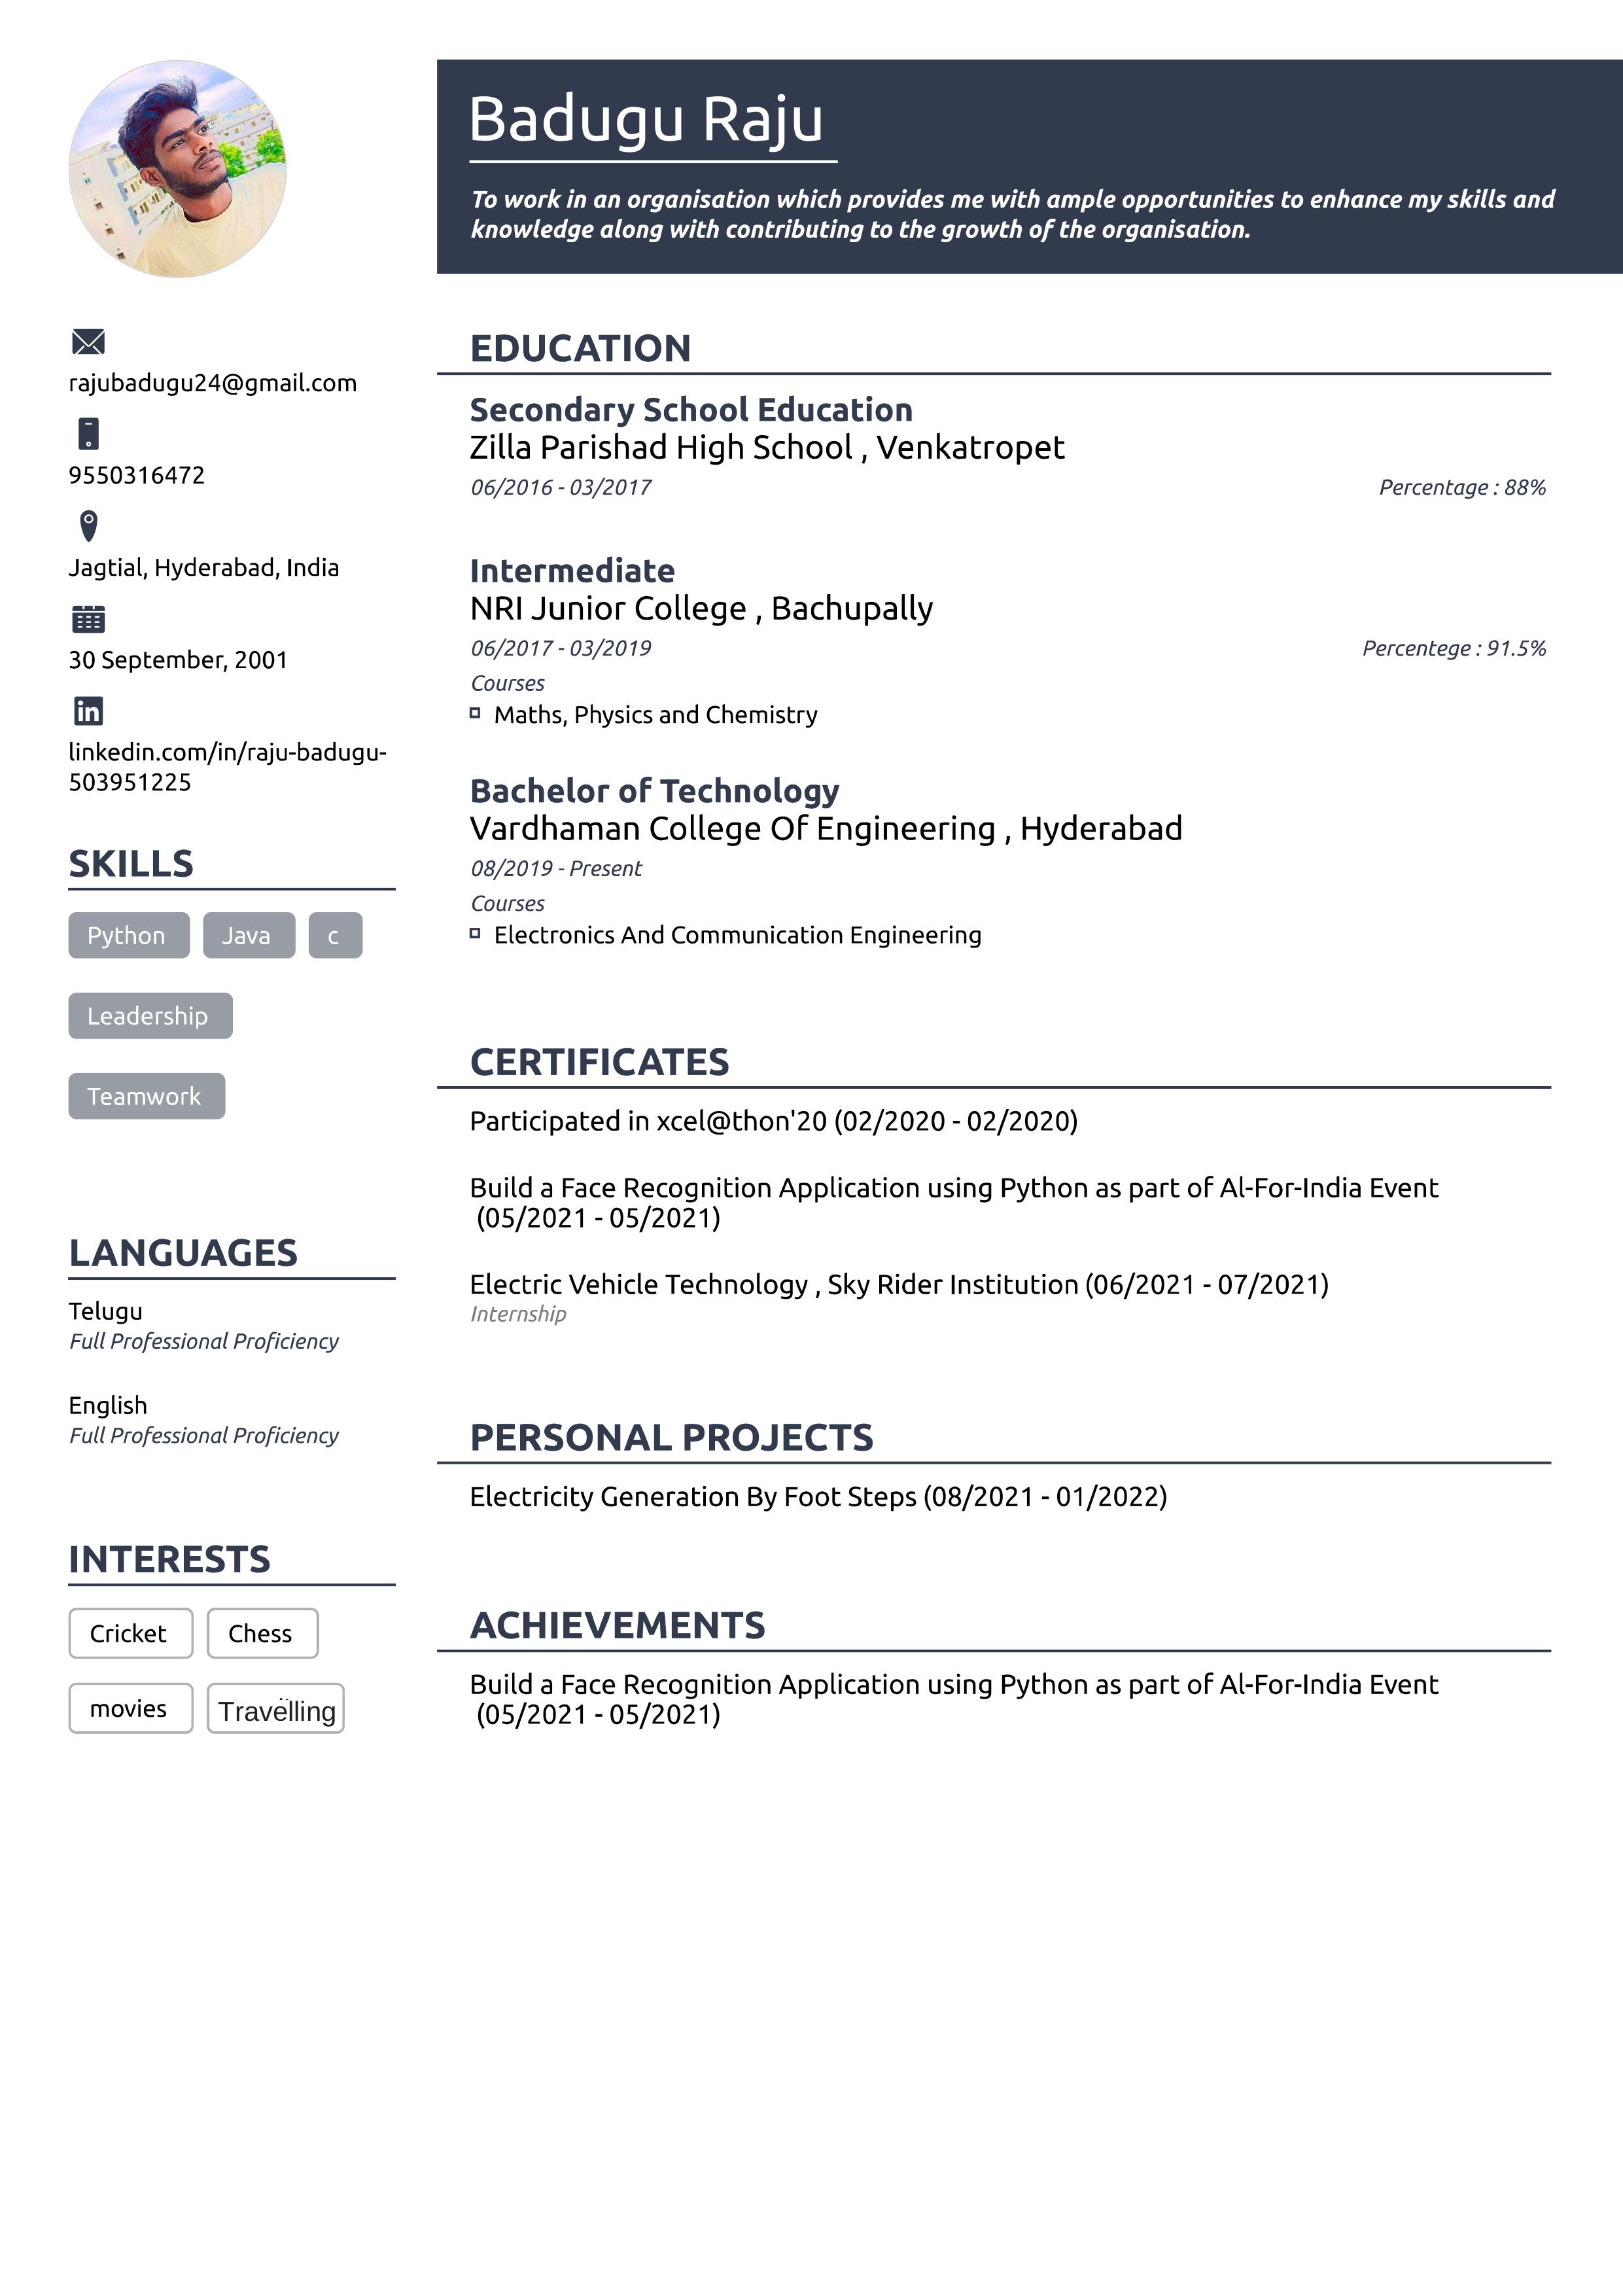 Badugu Raju
To work in an organisation which provides me with ample opportunities to enhance my skills and
knowledge along with contributing to the growth of the organisation.
rajubadugu24@gmail.com
9550316472
Jagtial, Hyderabad, India
30 September, 2001
in
linkedin.com/in/raju-badugu-
503951225
SKILLS
Python Java c
Leadership
Teamwork
LANGUAGES
Telugu
Full Professional Proficiency
English
Full Professional Proficiency
INTERESTS
Cricket Chess
movies Travelling
EDUCATION
Secondary School Education
Zilla Parishad High School , Venkatropet
06/2016 - 03/2017 Percentage : 88%
Intermediate
NRI Junior College , Bachupally
06/2017 - 03/2019 Percentege : 91.5%
Courses
Maths, Physics and Chemistry
Bachelor of Technology
Vardhaman College Of Engineering , Hyderabad
08/2019 - Present
Courses
Electronics And Communication Engineering
CERTIFICATES
Participated in xcel@thon'20 (02/2020 - 02/2020)
Build a Face Recognition Application using Python as part of Al-For-India Event
(05/2021 - 05/2021)
Electric Vehicle Technology , Sky Rider Institution (06/2021 - 07/2021)
Internship
PERSONAL PROJECTS
Electricity Generation By Foot Steps (08/2021 - 01/2022)
ACHIEVEMENTS
Build a Face Recognition Application using Python as part of Al-For-India Event
(05/2021 - 05/2021)